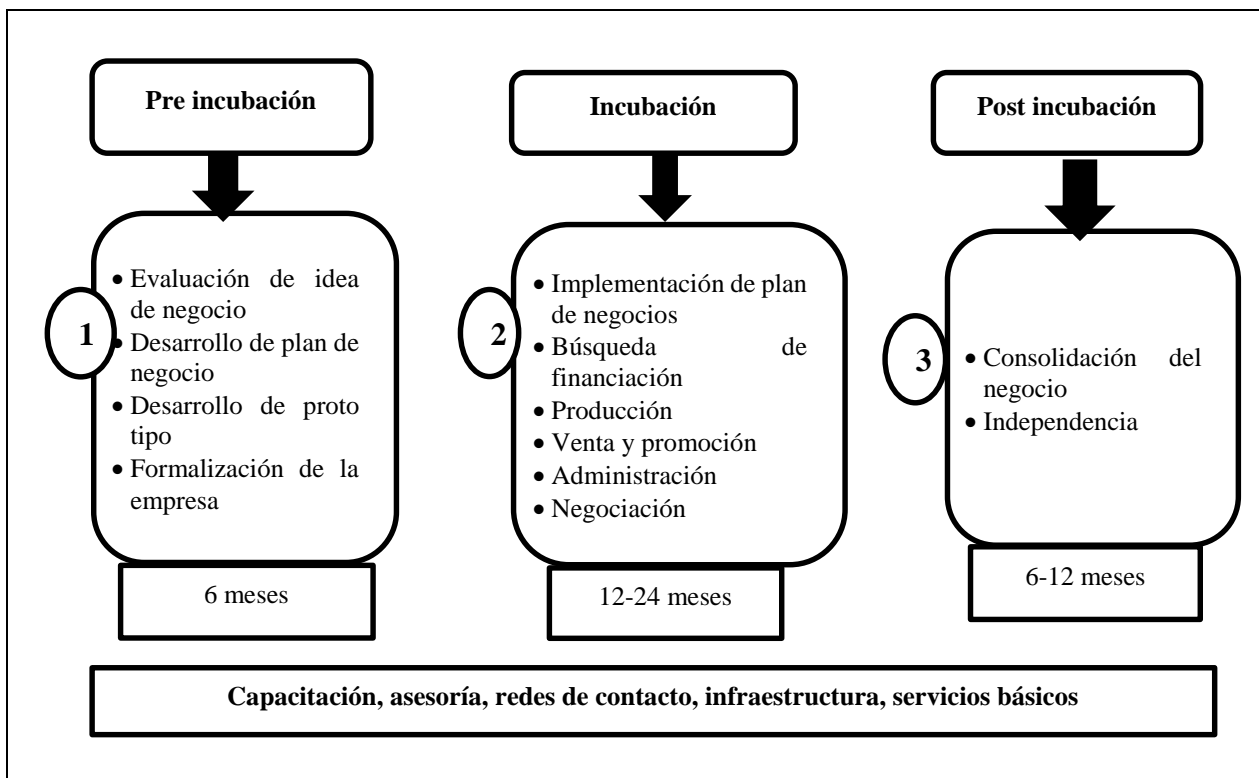 Pre incubación
1
• Evaluación de idea
de negocio
• Desarrollo de plan de
negocio
• Desarrollo de proto
tipo
• Formalización de la
empresa
6 meses
Incubación
2
• Implementación de plan
de negocios
• Búsqueda de
financiación
• Producción
• Venta y promoción
• Administración
• Negociación
12-24 meses
Post incubación
3
• Consolidación del
negocio
• Independencia
6-12 meses
Capacitación, asesoría, redes de contacto, infraestructura, servicios básicos